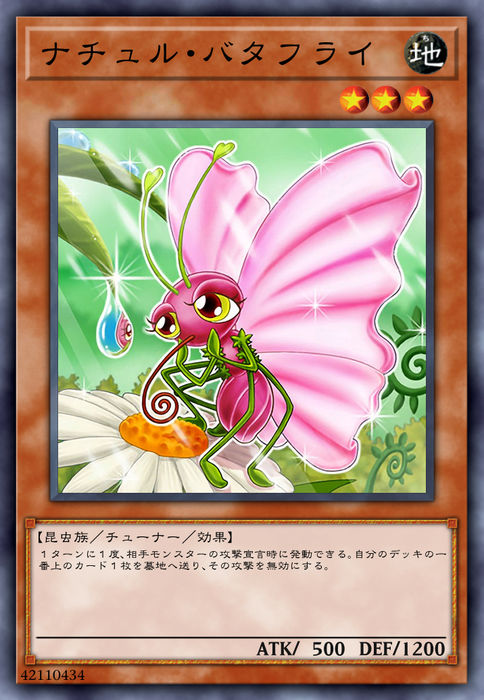 ナチュル・バタフライ
地
ち
【昆虫族／チューナー／効果】
１ターンに１度、相手モンスターの攻撃宣言時に発動できる。自分のデッキの一
番上のカード１枚を墓地へ送り、その攻撃を無効にする。
ATK/ 500 DEF/1200
42110434